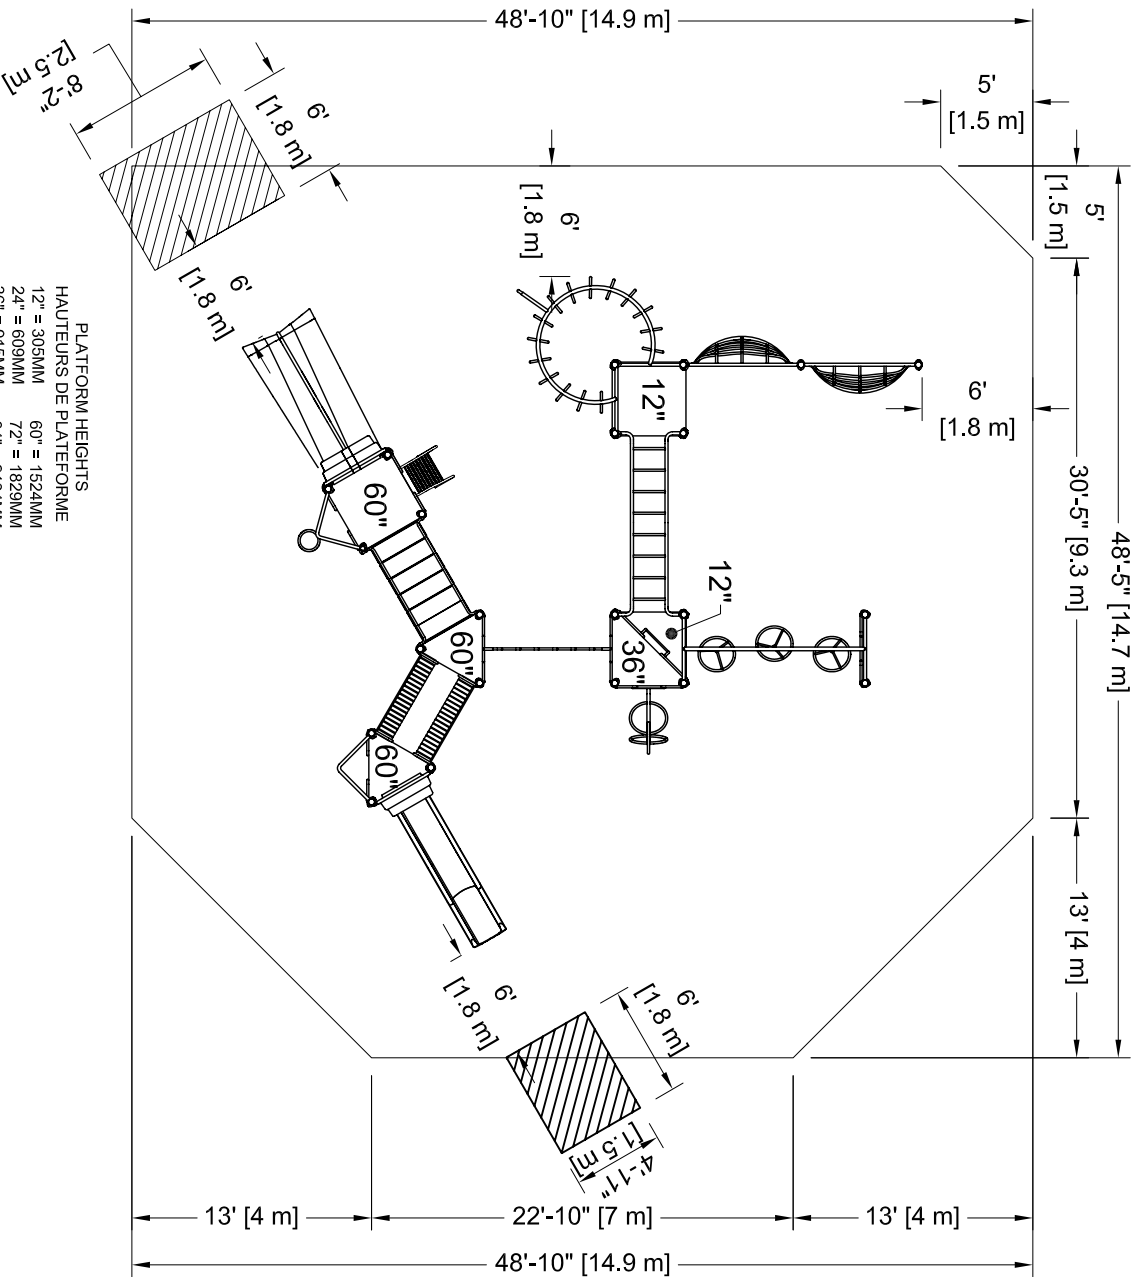 48'-10" [14.9 m]
5'
[1.5 m]
5'
[1.5 m]
8'-2"
[2.5 m]
6'
[1.8 m]
6'
[1.8 m]
6'
[1.8 m]
6'
[1.8 m]
30'-5" [9.3 m]
48'-5" [14.7 m]
13' [4 m]
12"
12"
36"
60"
60"
60"
PLATFORM HEIGHTS
HAUTEURS DE PLATEFORME
12" = 305MM 60" = 1524MM
24" = 609MM 72" = 1829MM
6'
[1.8 m]
6'
[1.8 m]
4'-11"
[1.5 m]
13' [4 m]
22'-10" [7 m]
13' [4 m]
48'-10" [14.9 m]